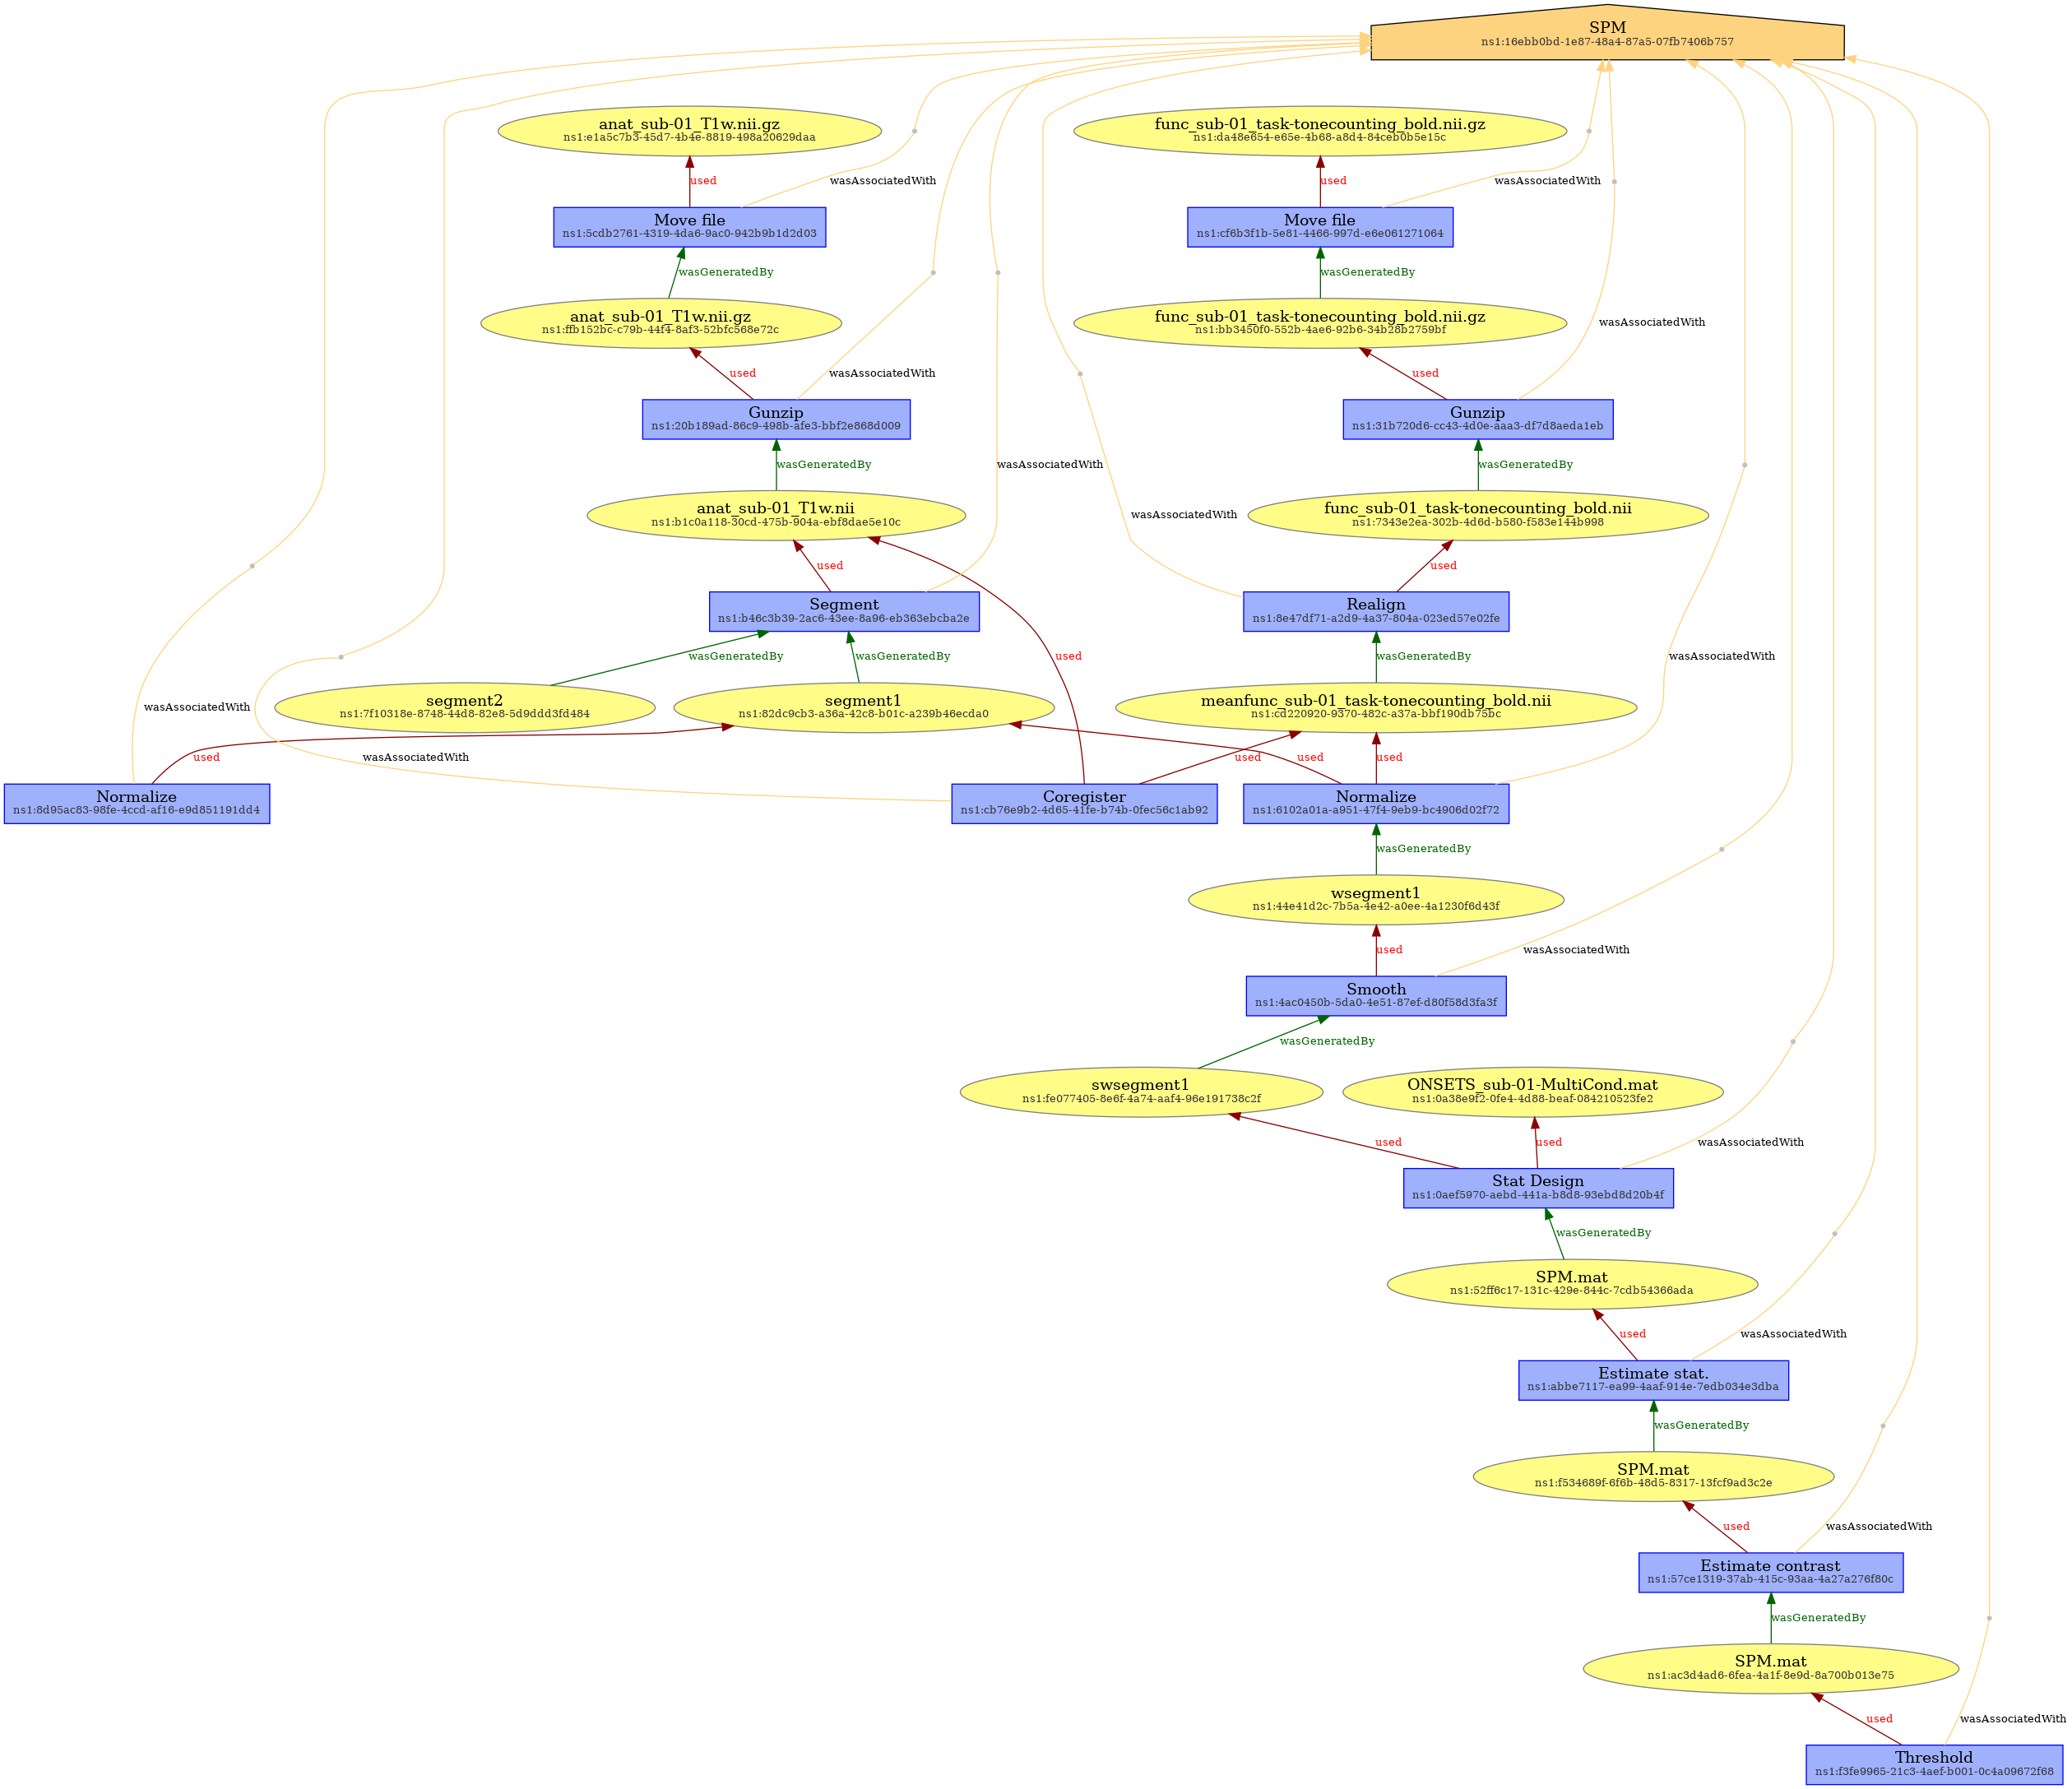 SPM
ns1:16ebb0bd-1e87-48a4-87a5-07fb7406b757
anat_sub-01_T1w.nii.gz
ns1:e1a5c7b3-45d7-4b4e-8819-498a20629daa
func_sub-01_task-tonecounting_bold.nii.gz
ns1:da48e654-e65e-4b68-a8d4-84ceb0b5e15c
used
wasAssociatedWith
used
wasAssociatedWith
Move file
ns1:5cdb2761-4319-4da6-9ac0-942b9b1d2d03
Move file
ns1:cf6b3f1b-5e81-4466-997d-e6e061271064
wasGeneratedBy
wasGeneratedBy
anat_sub-01_T1w.nii.gz
ns1:ffb152bc-c79b-44f4-8af3-52bfc568e72c
func_sub-01_task-tonecounting_bold.nii.gz
ns1:bb3450f0-552b-4ae6-92b6-34b28b2759bf
wasAssociatedWith
used
wasAssociatedWith
used
Gunzip
ns1:20b189ad-86c9-498b-afe3-bbf2e868d009
Gunzip
ns1:31b720d6-cc43-4d0e-aaa3-df7d8aeda1eb
wasGeneratedBy
wasAssociatedWith
wasGeneratedBy
anat_sub-01_T1w.nii
ns1:b1c0a118-30cd-475b-904a-ebf8dae5e10c
wasAssociatedWith
func_sub-01_task-tonecounting_bold.nii
ns1:7343e2ea-302b-4d6d-b580-f583e144b998
used
used
Segment
ns1:b46c3b39-2ac6-43ee-8a96-eb363ebcba2e
Realign
ns1:8e47df71-a2d9-4a37-804a-023ed57e02fe
wasGeneratedBy
wasGeneratedBy
used
wasGeneratedBy
wasAssociatedWith
wasAssociatedWith
segment2
ns1:7f10318e-8748-44d8-82e8-5d9ddd3fd484
segment1
ns1:82dc9cb3-a36a-42c8-b01c-a239b46ecda0
meanfunc_sub-01_task-tonecounting_bold.nii
ns1:cd220920-9370-482c-a37a-bbf190db75bc
used
wasAssociatedWith
used
used
used
Normalize
ns1:8d95ac83-98fe-4ccd-af16-e9d851191dd4
Coregister
ns1:cb76e9b2-4d65-41fe-b74b-0fec56c1ab92
Normalize
ns1:6102a01a-a951-47f4-9eb9-bc4906d02f72
wasGeneratedBy
wsegment1
ns1:44e41d2c-7b5a-4e42-a0ee-4a1230f6d43f
used
wasAssociatedWith
Smooth
ns1:4ac0450b-5da0-4e51-87ef-d80f58d3fa3f
wasGeneratedBy
swsegment1
ns1:fe077405-8e6f-4a74-aaf4-96e191738c2f
ONSETS_sub-01-MultiCond.mat
ns1:0a38e9f2-0fe4-4d88-beaf-084210523fe2
used
used
wasAssociatedWith
Stat Design
ns1:0aef5970-aebd-441a-b8d8-93ebd8d20b4f
wasGeneratedBy
SPM.mat
ns1:52ff6c17-131c-429e-844c-7cdb54366ada
used
wasAssociatedWith
Estimate stat.
ns1:abbe7117-ea99-4aaf-914e-7edb034e3dba
wasGeneratedBy
SPM.mat
ns1:f534689f-6f6b-48d5-8317-13fcf9ad3c2e
used
wasAssociatedWith
Estimate contrast
ns1:57ce1319-37ab-415c-93aa-4a27a276f80c
wasGeneratedBy
SPM.mat
ns1:ac3d4ad6-6fea-4a1f-8e9d-8a700b013e75
used
wasAssociatedWith
Threshold
ns1:f3fe9965-21c3-4aef-b001-0c4a09672f68